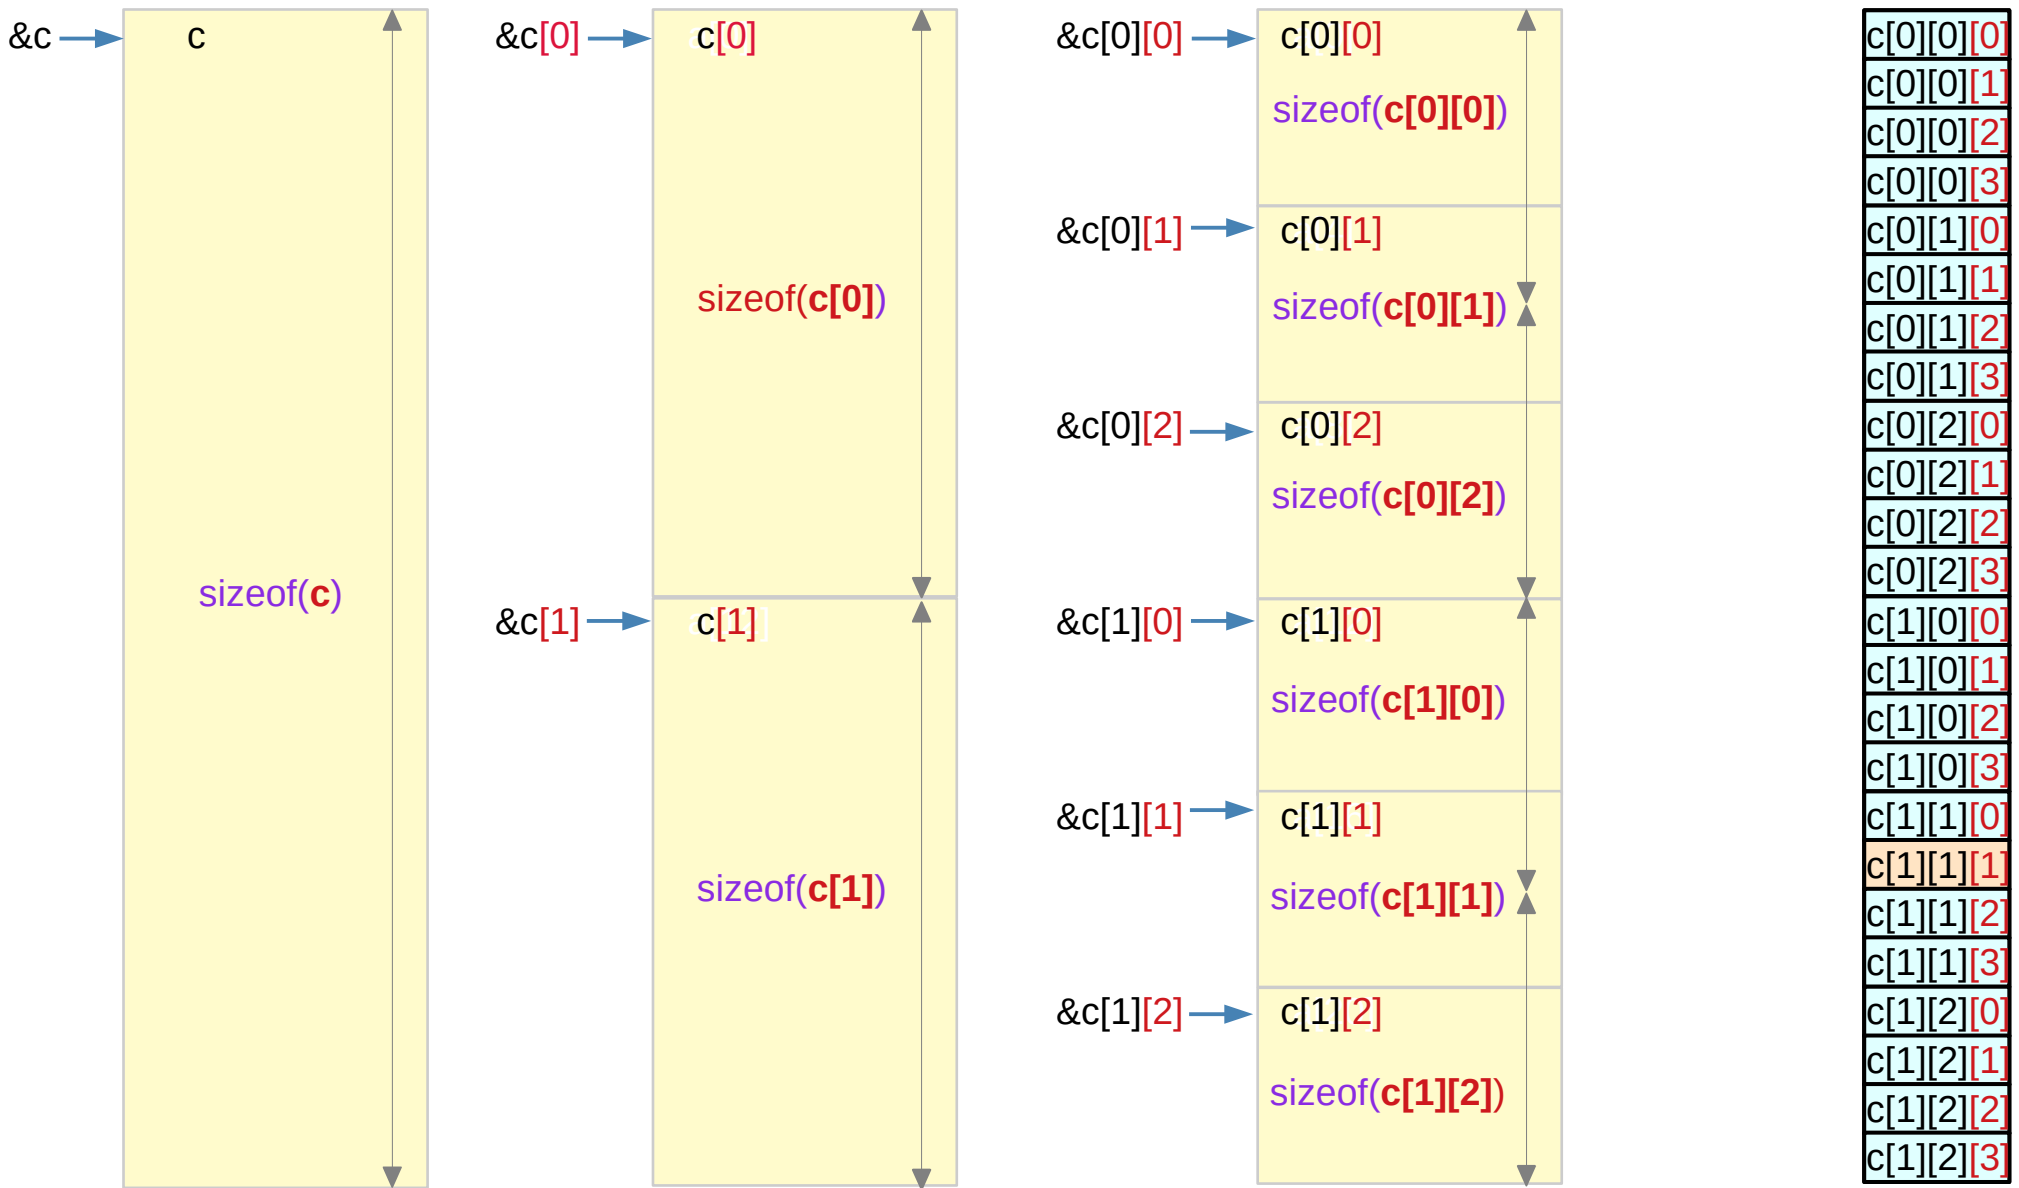 &c
c
sizeof(c)
&c[0]
c[0]
sizeof(c[0])
&c[1]
c[1]
sizeof(c[1])
&c[0][0]
c[0][0]
sizeof(c[0][0])
&c[0][1]
c[0][1]
sizeof(c[0][1])
&c[0][2]
c[0][2]
sizeof(c[0][2])
&c[1][0]
c[1][0]
sizeof(c[1][0])
&c[1][1]
c[1][1]
sizeof(c[1][1])
&c[1][2]
c[1][2]
sizeof(c[1][2])
c[0][0][0]
c[0][0][1]
c[0][0][2]
c[0][0][3]
c[0][1][0]
c[0][1][1]
c[0][1][2]
c[0][1][3]
c[0][2][0]
c[0][2][1]
c[0][2][2]
c[0][2][3]
c[1][0][0]
c[1][0][1]
c[1][0][2]
c[1][0][3]
c[1][1][0]
c[1][1][1]
c[1][1][2]
c[1][1][3]
c[1][2][0]
c[1][2][1]
c[1][2][2]
c[1][2][3]